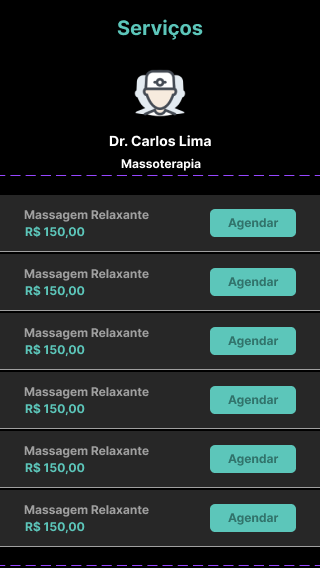 Serviços
Dr. Carlos Lima
Massoterapia
Massagem Relaxante
R$ 150,00
Agendar
Massagem Relaxante
R$ 150,00
Agendar
Massagem Relaxante
R$ 150,00
Agendar
Massagem Relaxante
R$ 150,00
Agendar
Massagem Relaxante
R$ 150,00
Agendar
Massagem Relaxante
R$ 150,00
Agendar